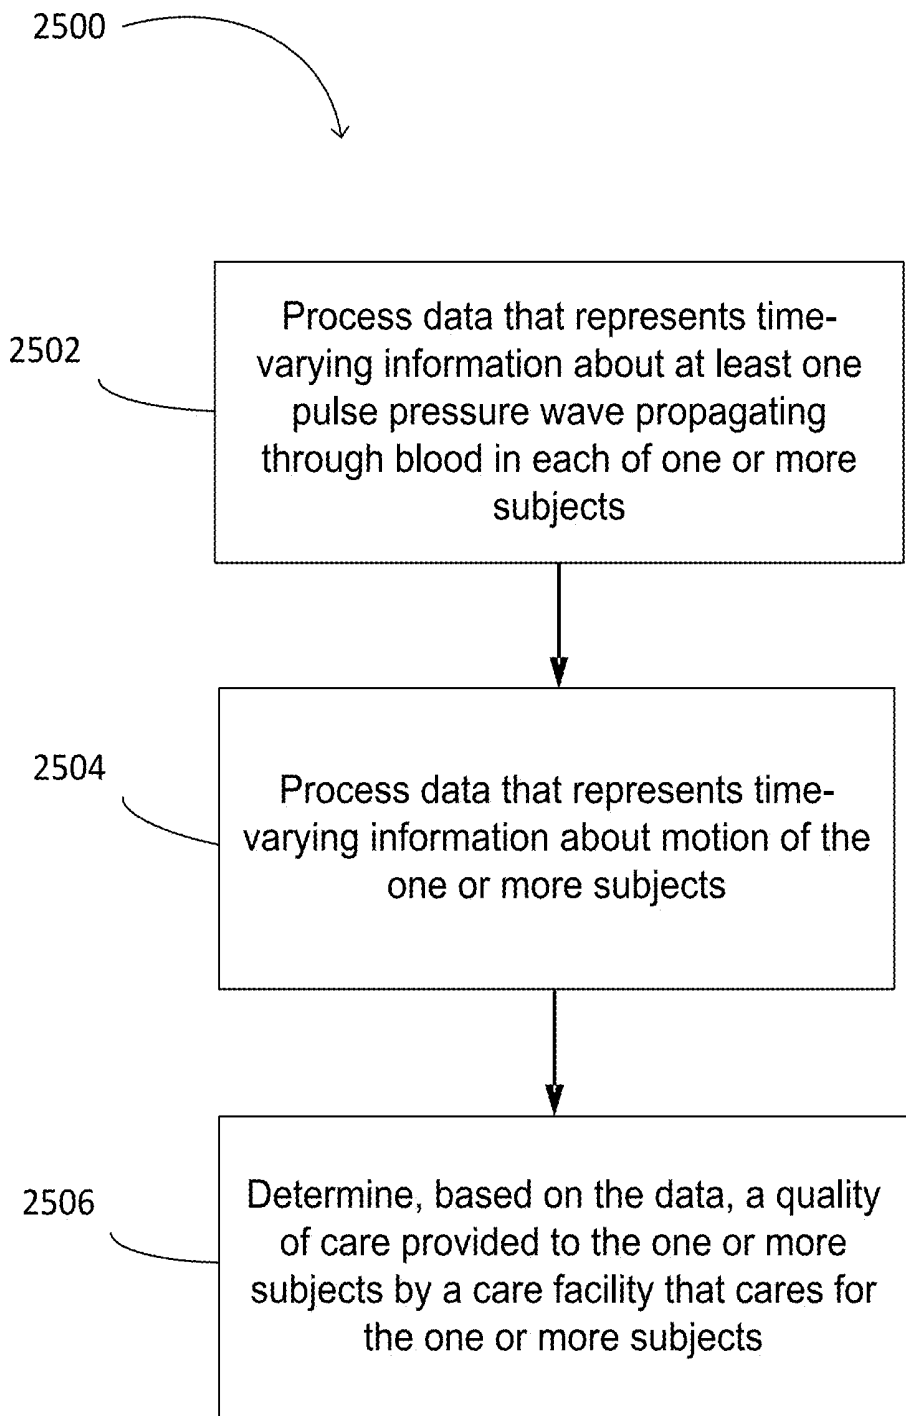 2500
2502
Process data that represents time-
varying information about at least one
pulse pressure wave propagating
through blood in each of one or more
subjects
2504
Process data that represents time-
varying information about motion of the
one or more subjects
2506
Determine, based on the data, a quality
of care provided to the one or more
subjects by a care facility that cares for
the one or more subjects